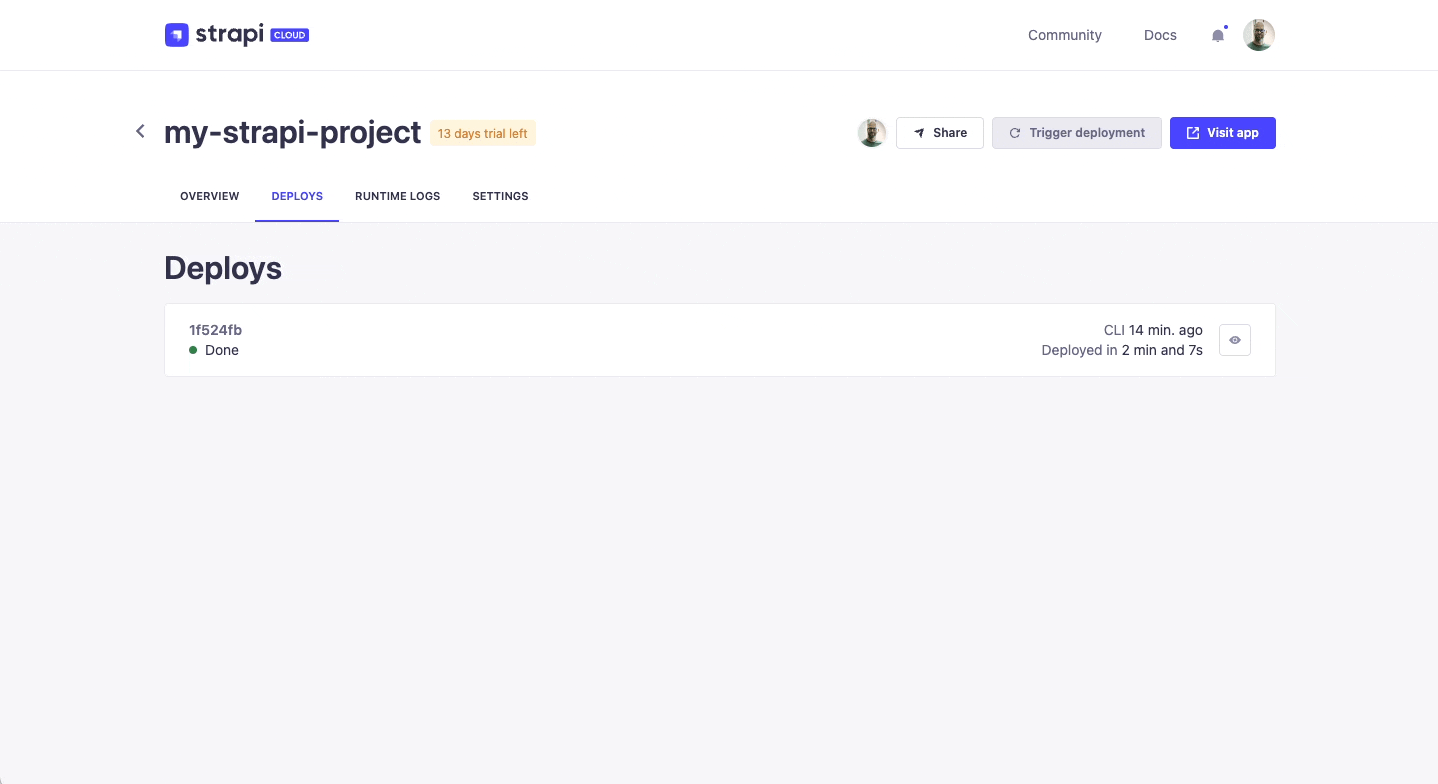 strapi CLOUD
Community
Docs
my-strapi-project
13 days trial left
Share
Trigger deployment
Visit app
OVERVIEW
DEPLOYS
RUNTIME LOGS
SETTINGS
Deploys
1f524fb
CLI 14 min. ago
Done
Deployed in 2 min and 7s